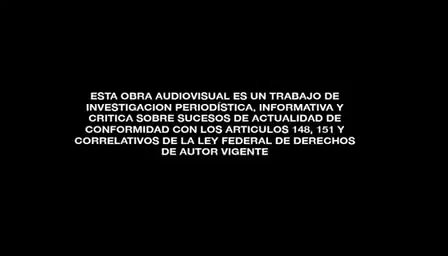 ESTA OBRA AUDIOVISUAL ES UN TRABAJO DE
INVESTIGACION PERIODÍSTICA, INFORMATIVA Y
CRITICA SOBRE SUCESOS DE ACTUALIDAD DE
CONFORMIDAD CON LOS ARTICULOS 148, 151 Y
CORRELATIVOS DE LA LEY FEDERAL DE DERECHOS
DE AUTOR VIGENTE